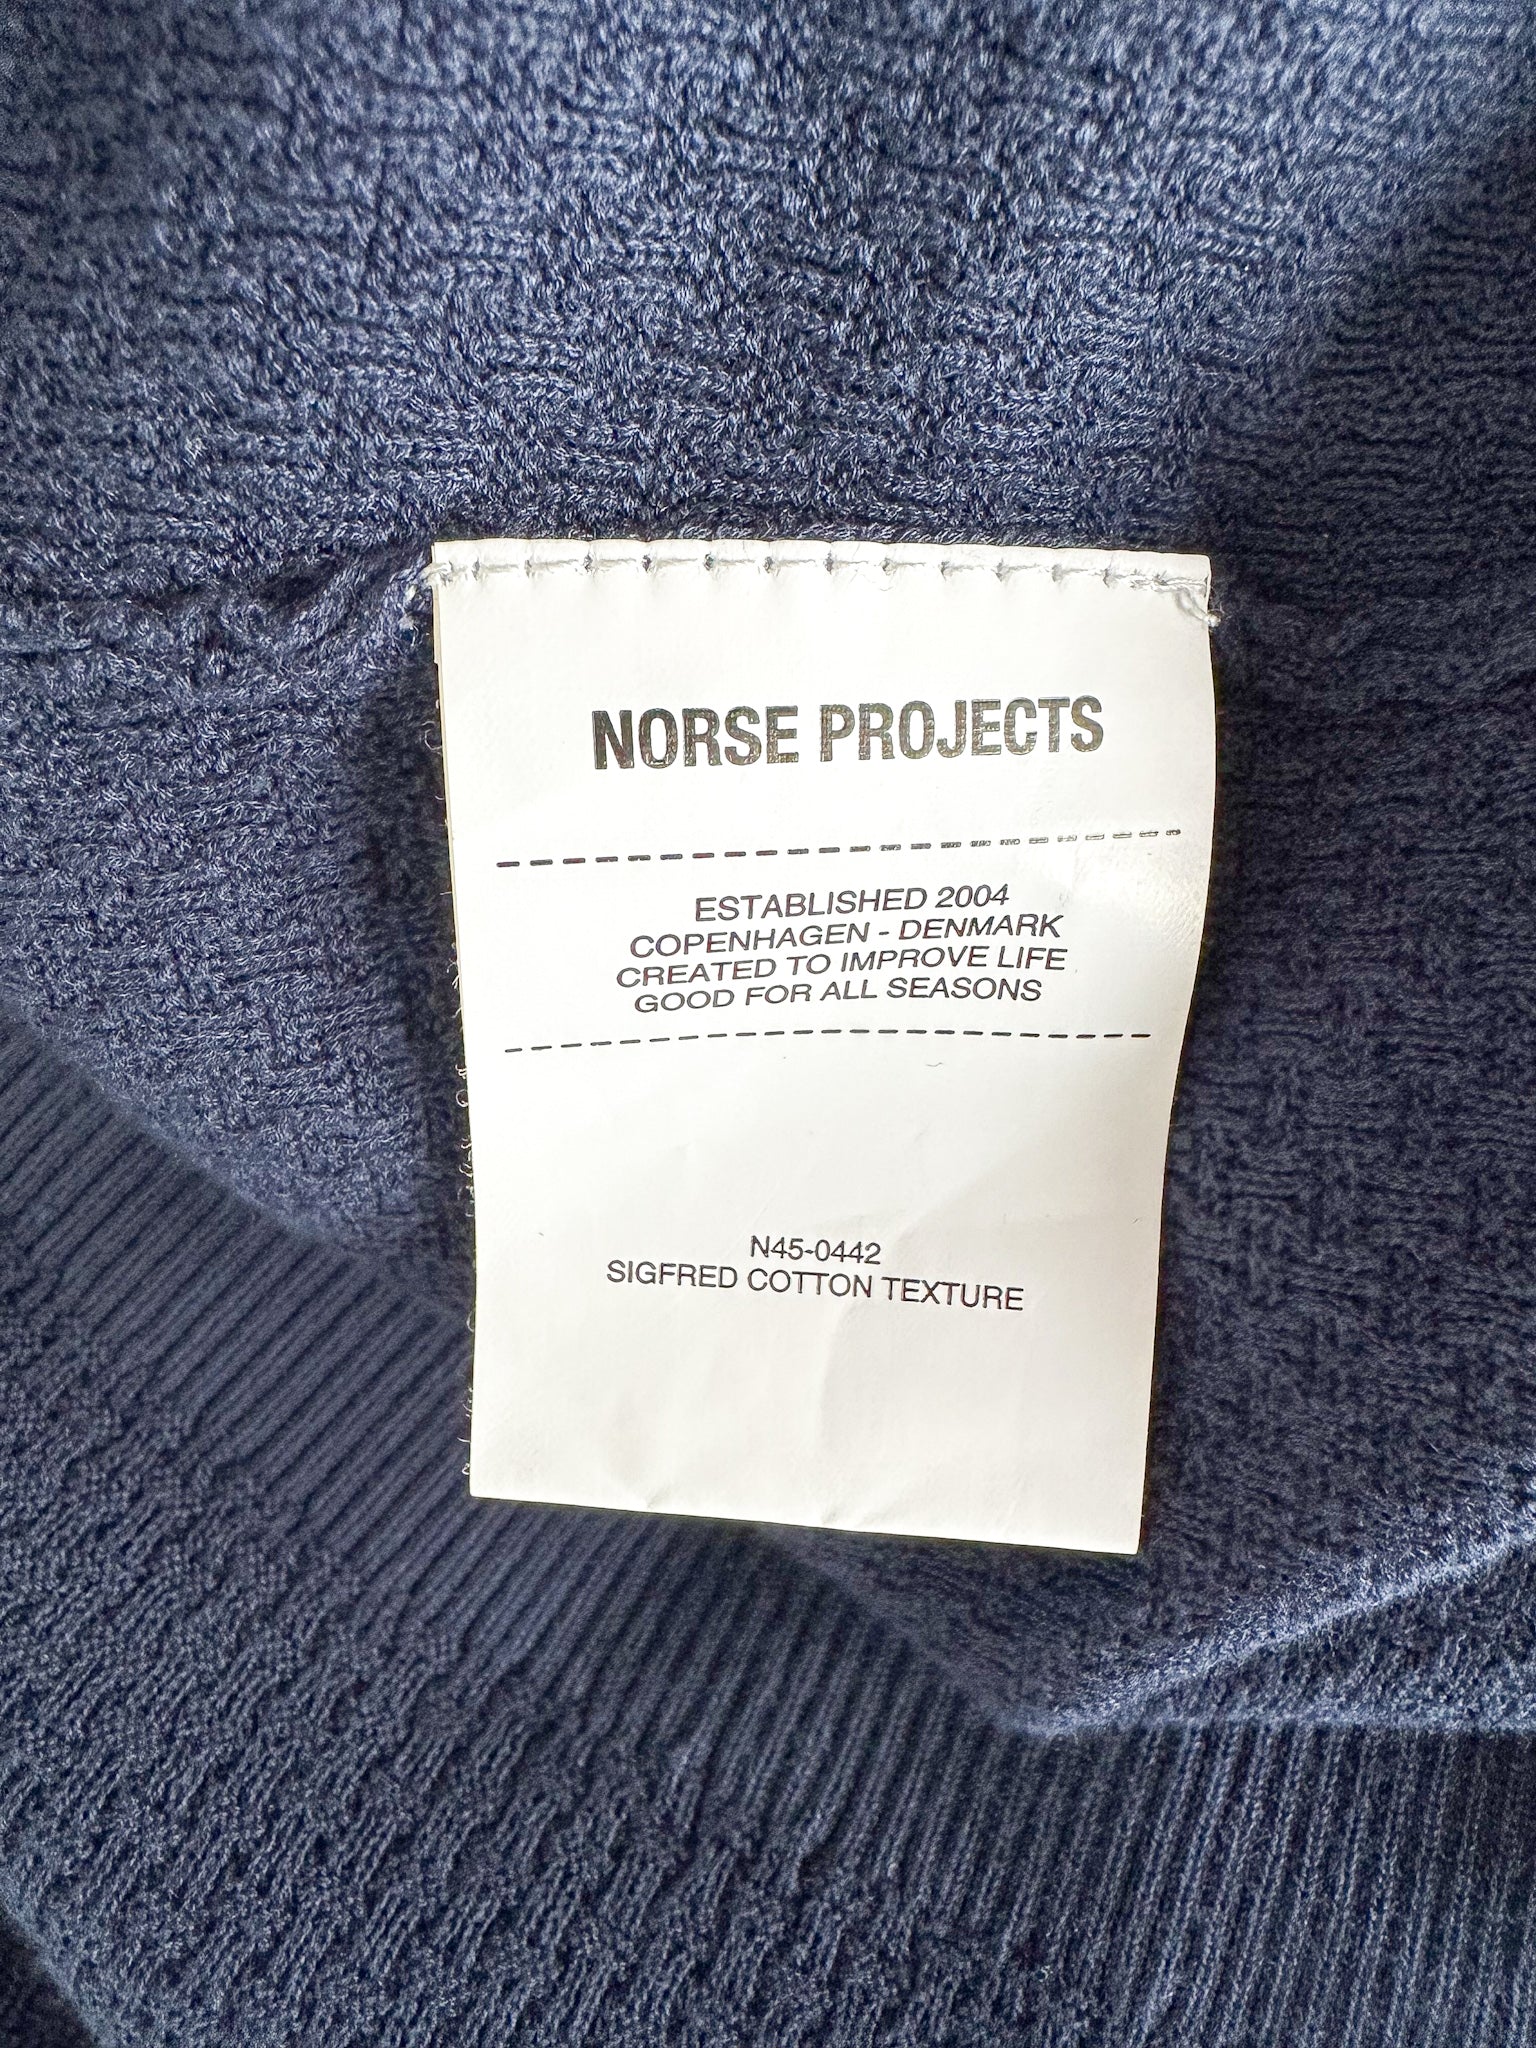 NORSE PROJECTS
ESTABLISHED 2004
COPENHAGEN - DENMARK
CREATED TO IMPROVE LIFE
GOOD FOR ALL SEASONS
N45-0442
SIGFRED COTTON TEXTURE